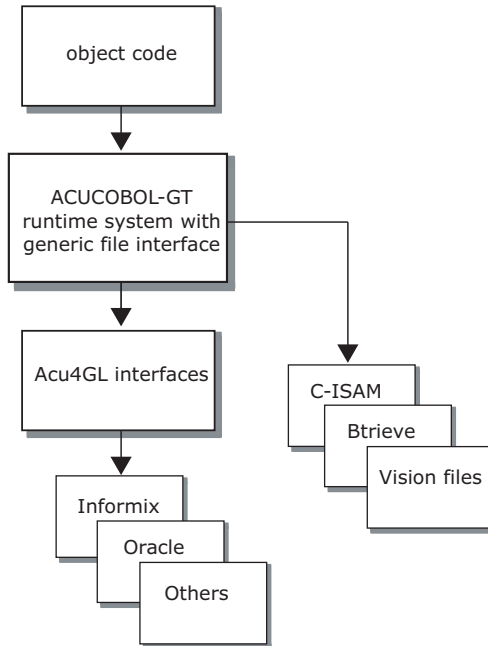 object code
ACUCOBOL-GT
runtime system with
generic file interface
Acu4GL interfaces
C-ISAM
Btrieve
Vision files
Informix
Oracle
Others